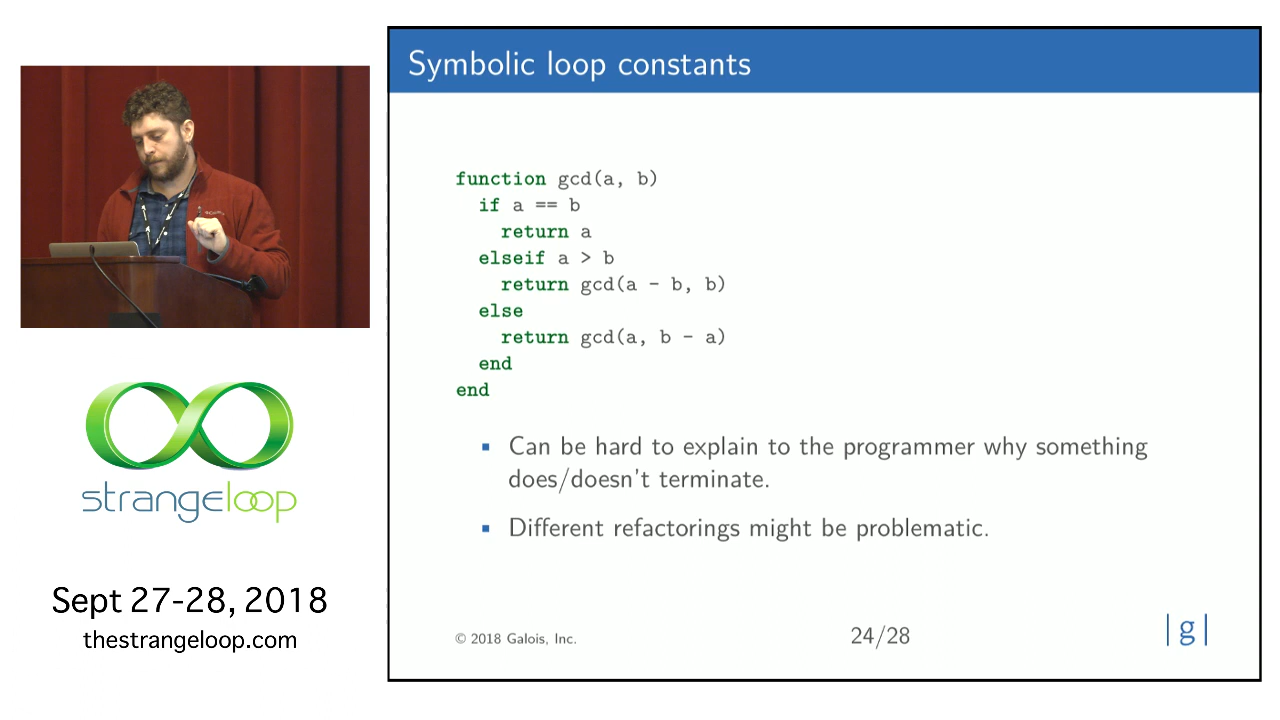 Symbolic loop constants
function gcd(a, b)
if a == b
return a
elseif a > b
return gcd(a - b, b)
else
return gcd(a, b - a)
end
end
▪ Can be hard to explain to the programmer why something
does/doesn't terminate.
▪ Different refactorings might be problematic.
© 2018 Galois, Inc.
24/28
|g|
strangeloop
Sept 27-28, 2018
thestrangeloop.com